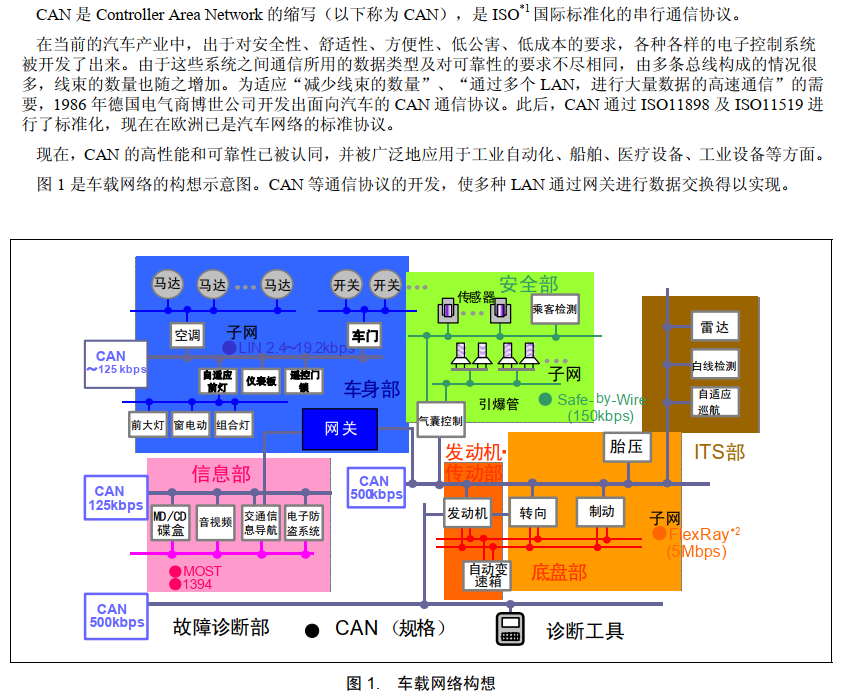 CAN 是 Controller Area Network 的缩写（以下称为 CAN），是 ISO*1 国际标准化的串行通信协议。
在当前的汽车产业中，出于对安全性、舒适性、方便性、低公害、低成本的要求，各种各样的电子控制系统
被开发了出来。由于这些系统之间通信所用的数据类型及对可靠性的要求不尽相同，由多条总线构成的情况很
多，线束的数量也随之增加。为适应“减少线束的数量”、“通过多个 LAN，进行大量数据的高速通信”的需
要，1986 年德国电气商博世公司开发出面向汽车的 CAN 通信协议。此后，CAN 通过 ISO11898 及 ISO11519 进
行了标准化，现在在欧洲已是汽车网络的标准协议。
现在，CAN 的高性能和可靠性已被认同，并被广泛地应用于工业自动化、船舶、医疗设备、工业设备等方面。
图 1 是车载网络的构想示意图。CAN 等通信协议的开发，使多种 LAN 通过网关进行数据交换得以实现。
马达
马达
马达
开关
开关
空调
子网
LIN 2.4～19.2kbps
车门
CAN
～125 kbps
自适应
前灯
仪表板
遥控门
锁
车身部
前大灯
窗电动
组合灯
网关
安全部
传感器
乘客检测
子网
引爆管
Safe-by-Wire
(150kbps)
气囊控制
雷达
白线检测
自适应
巡航
ITS部
信息部
CAN
125kbps
MD/CD
碟盒
音视频
交通信
息导航
电子防
盗系统
MOST
1394
CAN
500kbps
发动机·
传动部
胎压
发动机
转向
制动
子网
FlexRay*2
(5Mbps)
自动变
速箱
底盘部
CAN
500kbps
故障诊断部
CAN（规格）
诊断工具
图 1. 车载网络构想